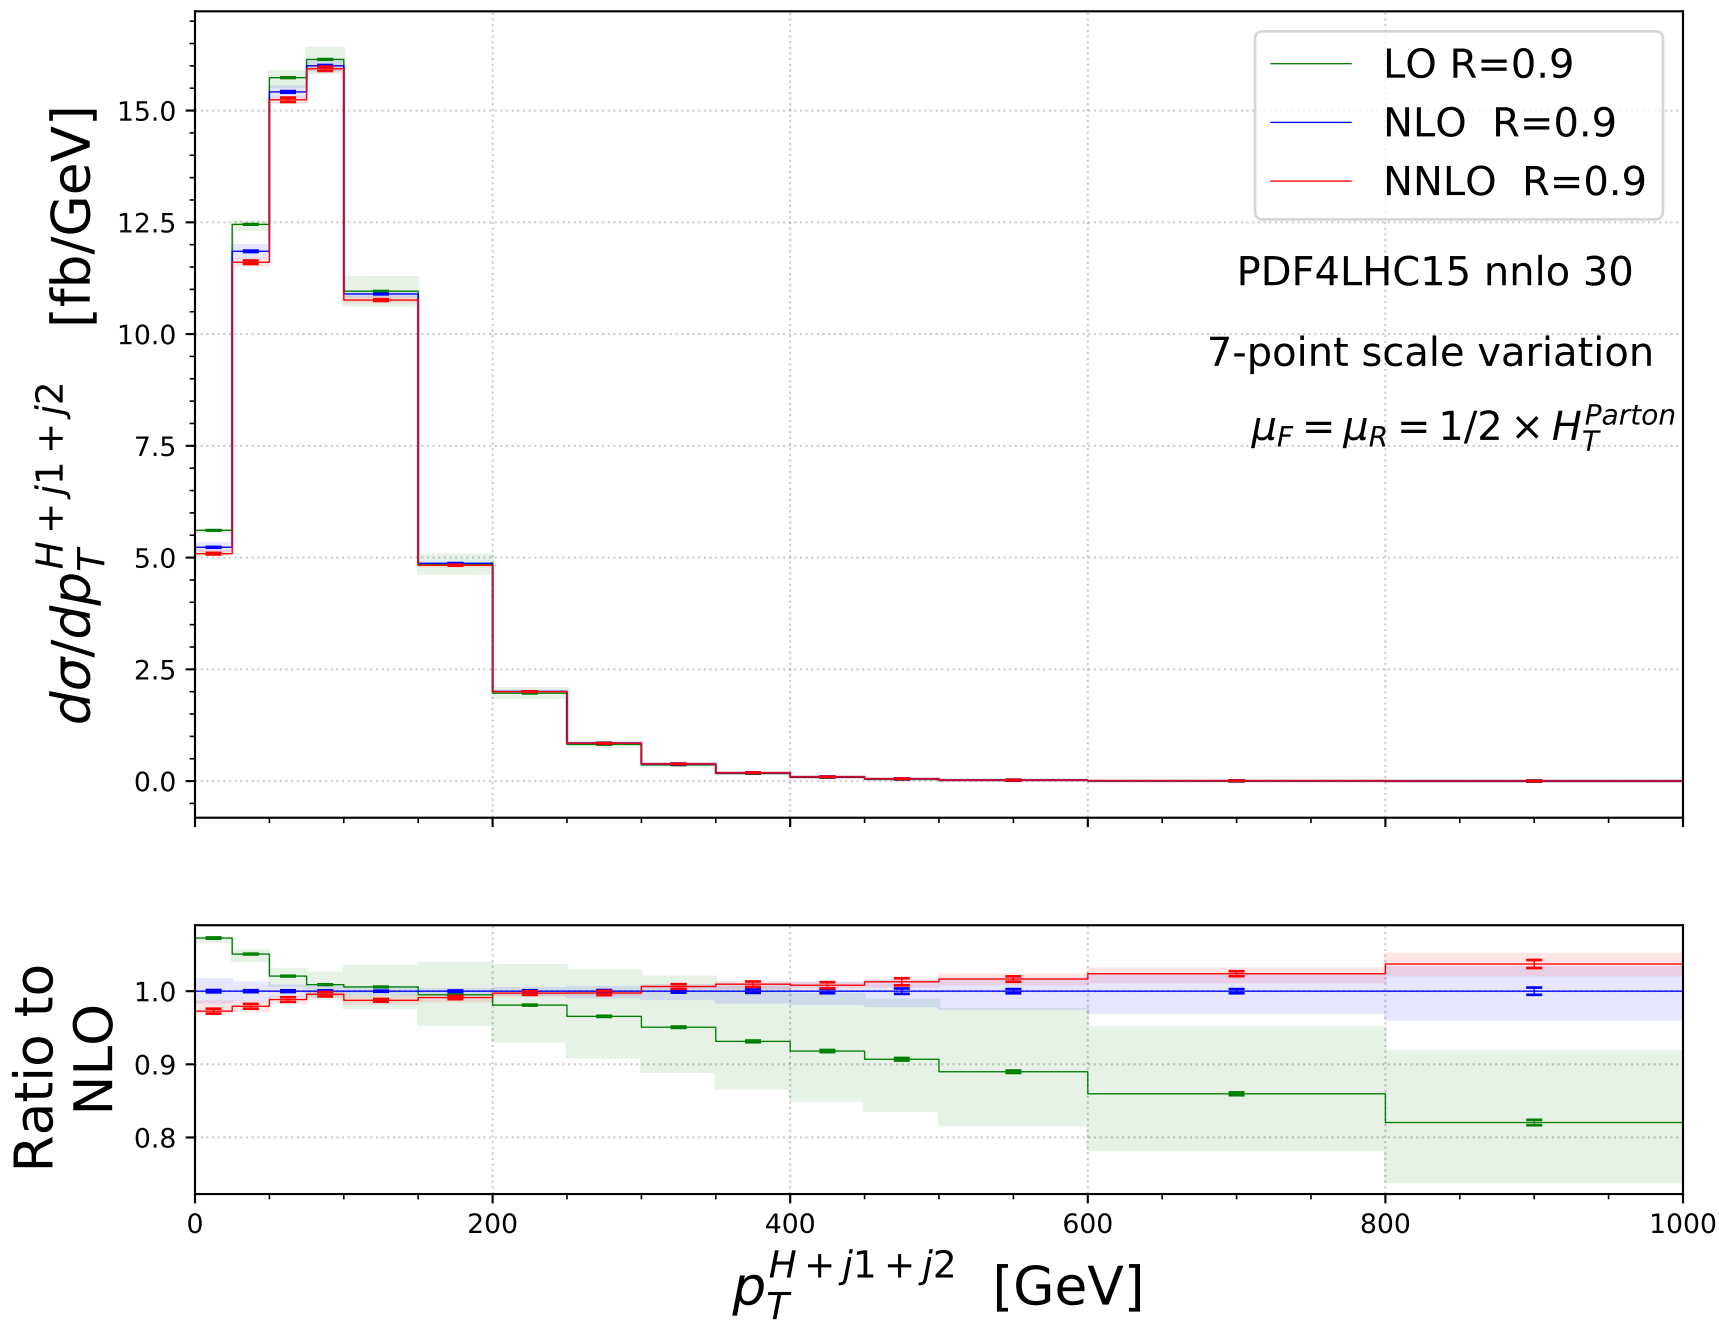 dσ/dp_T^{H+j1+j2} [fb/GeV]
15.0
12.5
10.0
7.5
5.0
2.5
0.0
LO R=0.9
NLO R=0.9
NNLO R=0.9
PDF4LHC15 nnlo 30
7-point scale variation
μ_F = μ_R = 1/2 × H_T^{Parton}
Ratio to
NLO
1.0
0.9
0.8
0 200 400 600 800 1000
p_T^{H+j1+j2} [GeV]